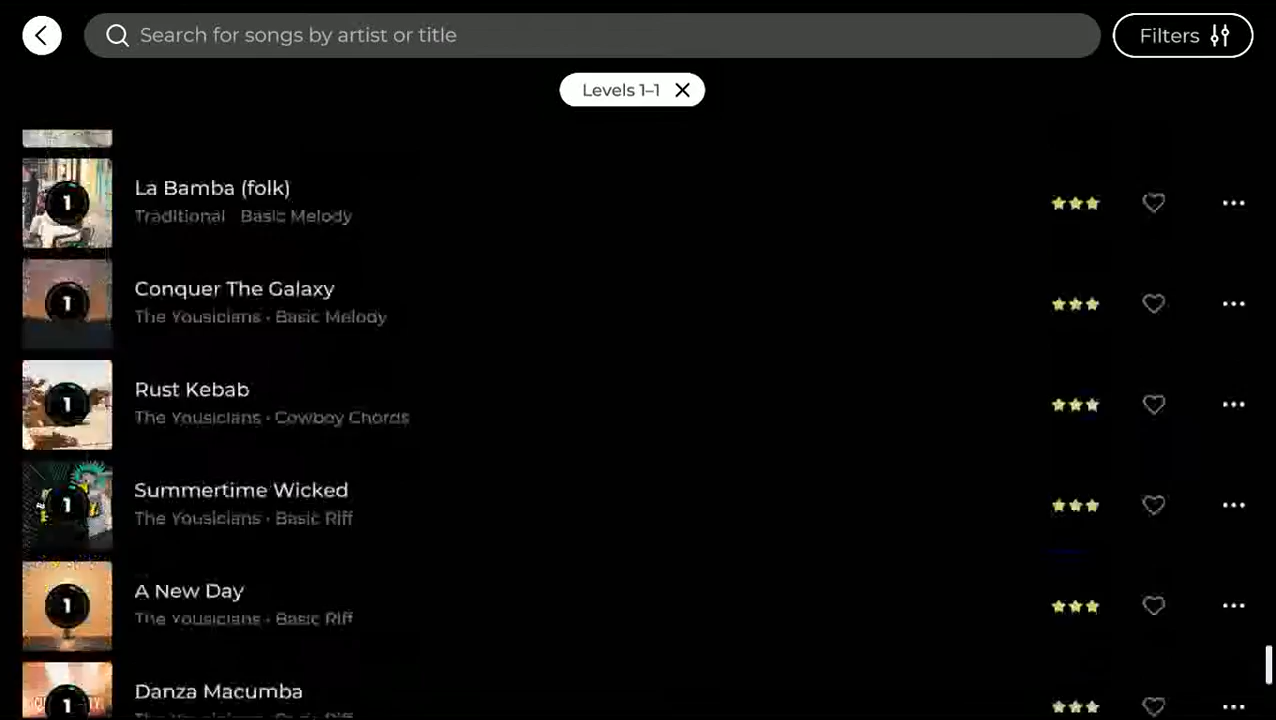 Search for songs by artist or title
Filters
Levels 1–1
1
La Bamba (folk)
Traditional · Basic Melody
1
Conquer The Galaxy
The Yousicians · Basic Melody
1
Rust Kebab
The Yousicians · Cowboy Chords
1
Summertime Wicked
The Yousicians · Basic Riff
1
A New Day
The Yousicians · Basic Riff
1
Danza Macumba